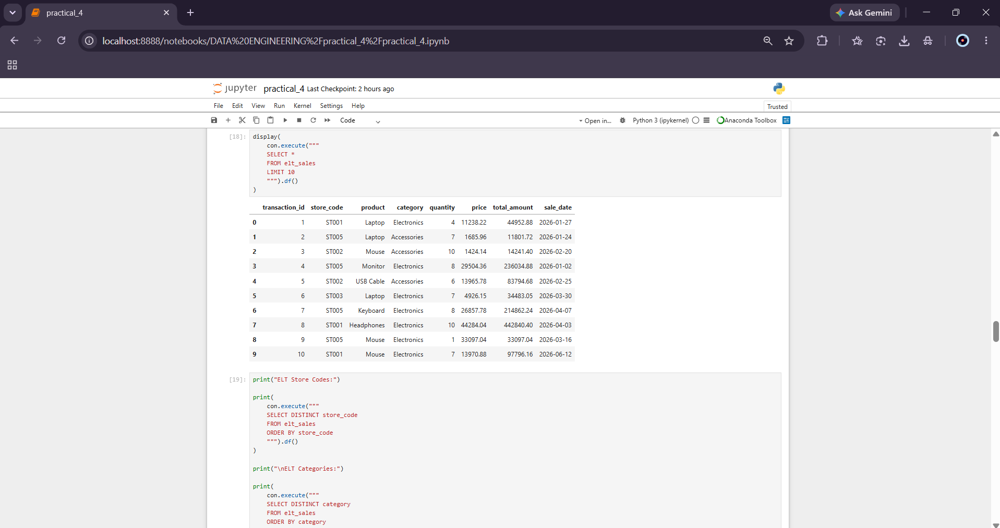 practical_4
Ask Gemini
localhost:8888/notebooks/DATA%20ENGINEERING%2Fpractical_4%2Fpractical_4.ipynb
jupyter practical_4 Last Checkpoint: 2 hours ago
File Edit View Run Kernel Settings Help
Trusted
Code
Open in...
Python 3 (ipykernel)
Anaconda Toolbox
[18]: display(
con.execute("""
SELECT *
FROM elt_sales
LIMIT 10
""").df()
)
transaction_id store_code product category quantity price total_amount sale_date
0 1 ST001 Laptop Electronics 4 11238.22 44952.88 2026-01-27
1 2 ST005 Laptop Accessories 7 1685.96 11801.72 2026-01-24
2 3 ST002 Mouse Accessories 10 1424.14 14241.40 2026-02-20
3 4 ST005 Monitor Electronics 8 29504.36 236034.88 2026-01-02
4 5 ST002 USB Cable Accessories 6 13965.78 83794.68 2026-02-25
5 6 ST003 Laptop Electronics 7 4926.15 34483.05 2026-03-30
6 7 ST005 Keyboard Electronics 8 26857.78 214862.24 2026-04-07
7 8 ST001 Headphones Electronics 10 44284.04 442840.40 2026-04-03
8 9 ST005 Mouse Electronics 1 33097.04 33097.04 2026-03-16
9 10 ST001 Mouse Electronics 7 13970.88 97796.16 2026-06-12
[19]: print("ELT Store Codes:")
print(
con.execute("""
SELECT DISTINCT store_code
FROM elt_sales
ORDER BY store_code
""").df()
)
print("\nELT Categories:")
print(
con.execute("""
SELECT DISTINCT category
FROM elt_sales
ORDER BY category